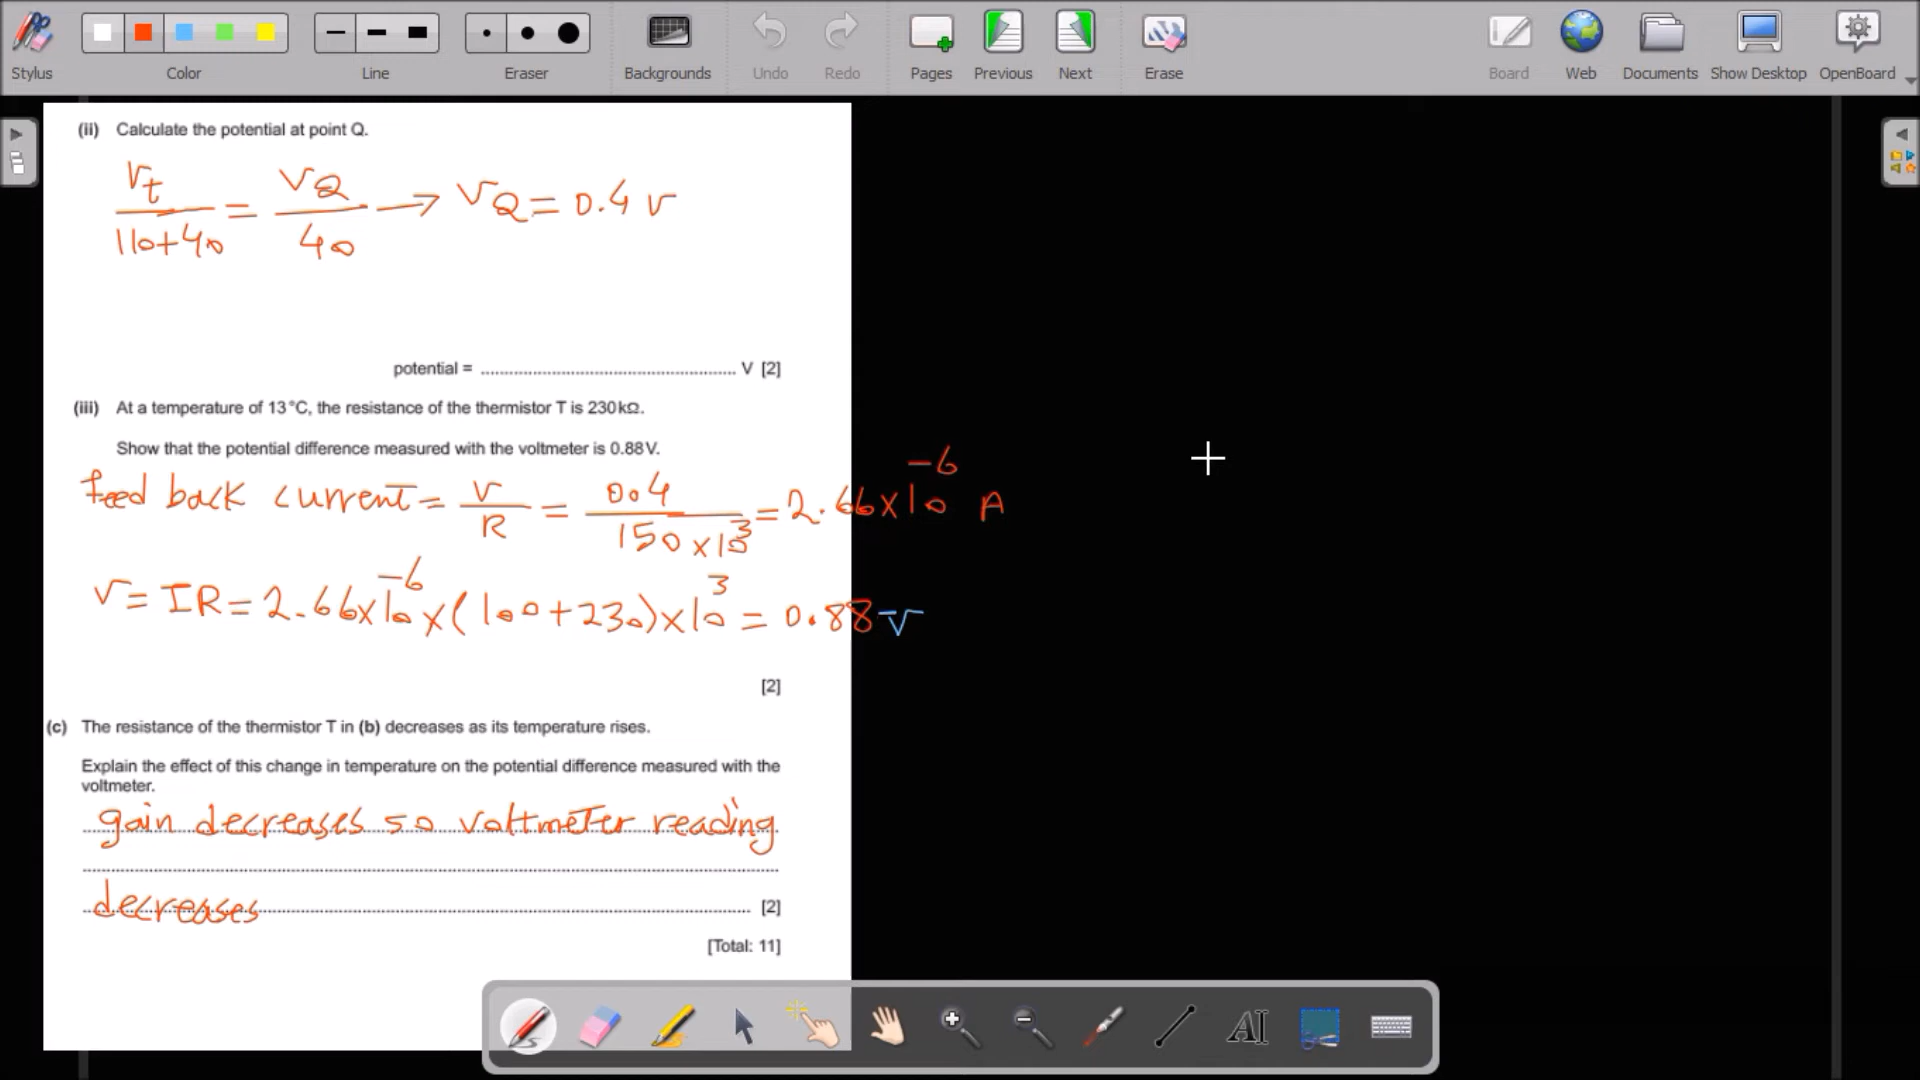 Stylus
Color
Line
Eraser
Backgrounds
Undo
Redo
Pages
Previous
Next
Erase
Board
Web
Documents
Show Desktop
OpenBoard
(ii) Calculate the potential at point Q.
Vt / 110+40 = VQ / 40 → VQ = 0.4 V
potential = .................................................. V [2]
(iii) At a temperature of 13°C, the resistance of the thermistor T is 230kΩ.
Show that the potential difference measured with the voltmeter is 0.88V.
feed back current = V / R = 0.4 / 150×10³ = 2.66×10⁻⁶ A
V = IR = 2.66×10⁻⁶ × (100+230)×10³ = 0.88 V
[2]
(c) The resistance of the thermistor T in (b) decreases as its temperature rises.
Explain the effect of this change in temperature on the potential difference measured with the
voltmeter.
gain decreases so voltmeter reading
decreases [2]
[Total: 11]
AI